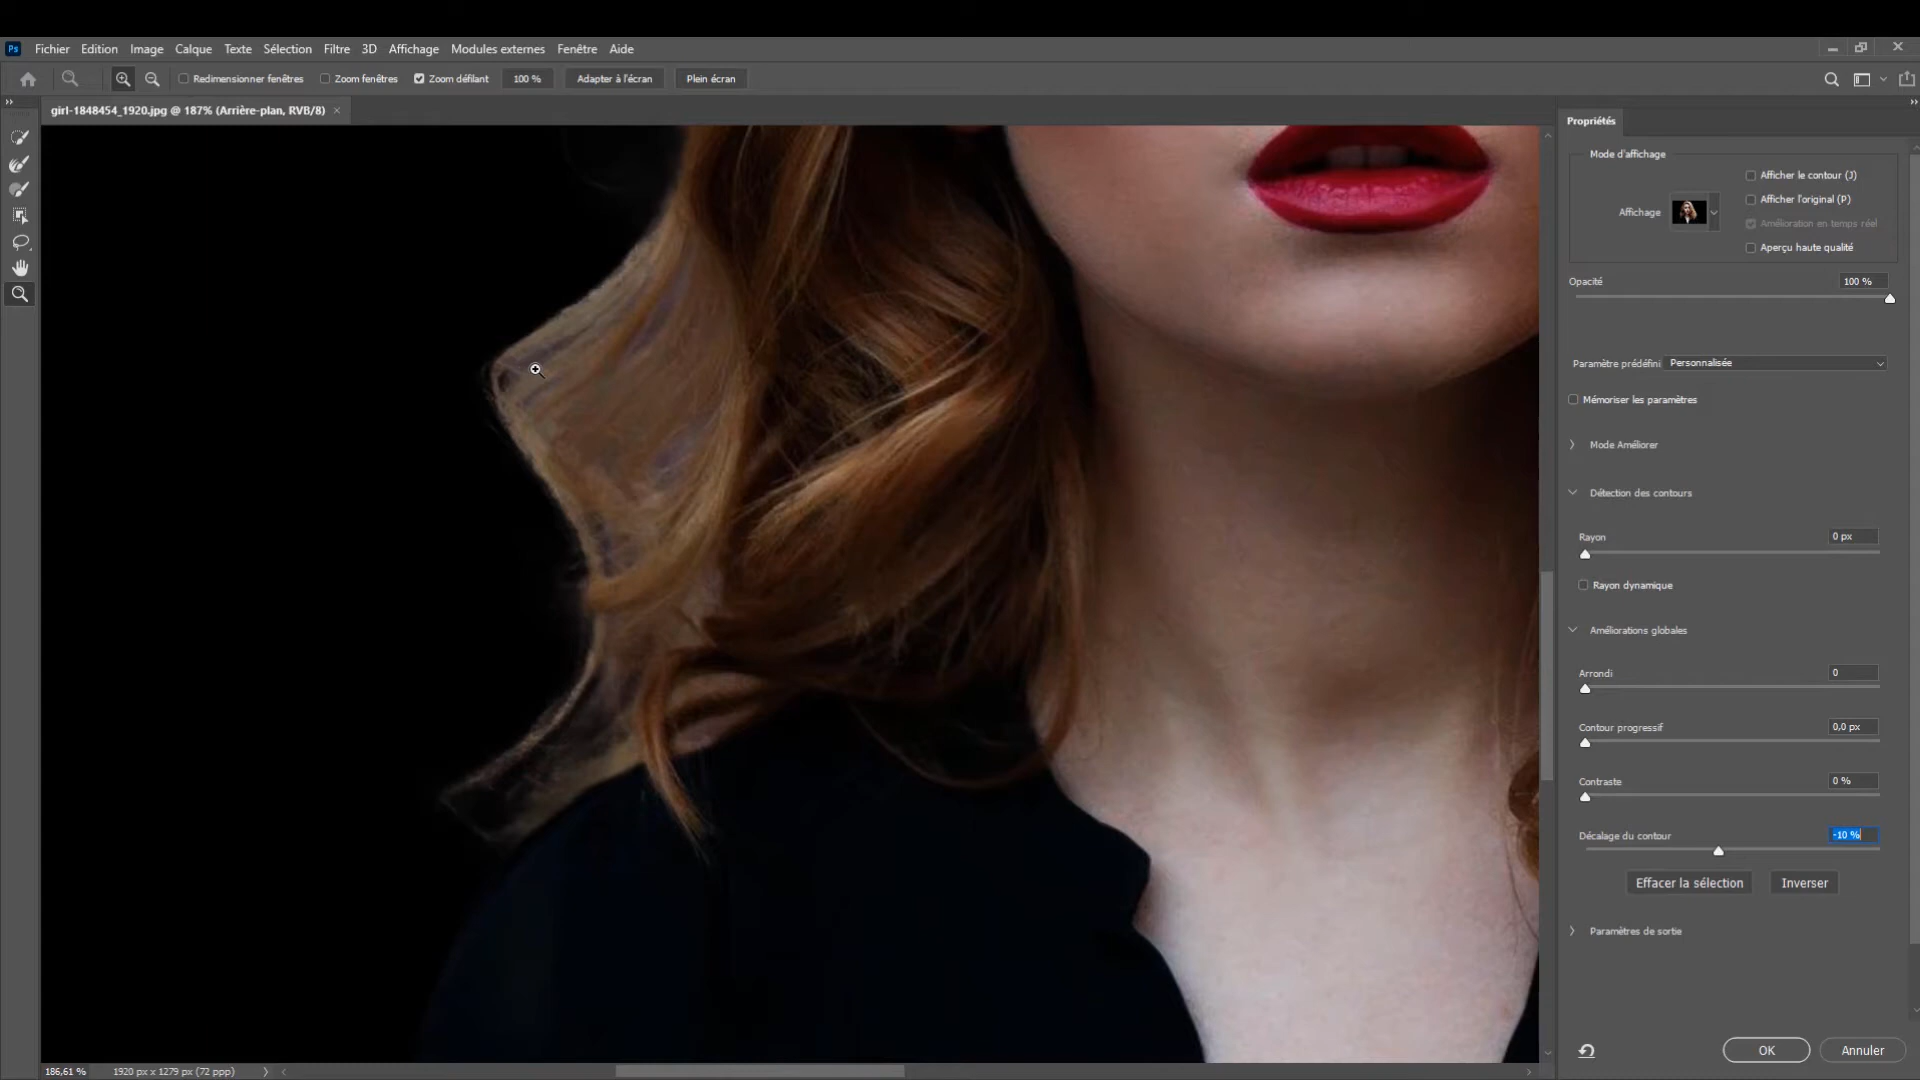 Ps Fichier Edition Image Calque Texte Sélection Filtre 3D Affichage Modules externes Fenêtre Aide
Redimensionner fenêtres Zoom fenêtres Zoom défilant 100 % Adapter à l'écran Plein écran
girl-1848454_1920.jpg @ 187% (Arrière-plan, RVB/8) ×
Propriétés
Mode d'affichage
Afficher le contour (J)
Afficher l'original (P)
Affichage
Amélioration en temps réel
Aperçu haute qualité
Opacité 100 %
Paramètre prédéfini Personnalisée
Mémoriser les paramètres
Mode Améliorer
Détection des contours
Rayon 0 px
Rayon dynamique
Améliorations globales
Arrondi 0
Contour progressif 0,0 px
Contraste 0 %
Décalage du contour -10 %
Effacer la sélection Inverser
Paramètres de sortie
OK Annuler
186,61 % 1920 px x 1279 px (72 ppp)